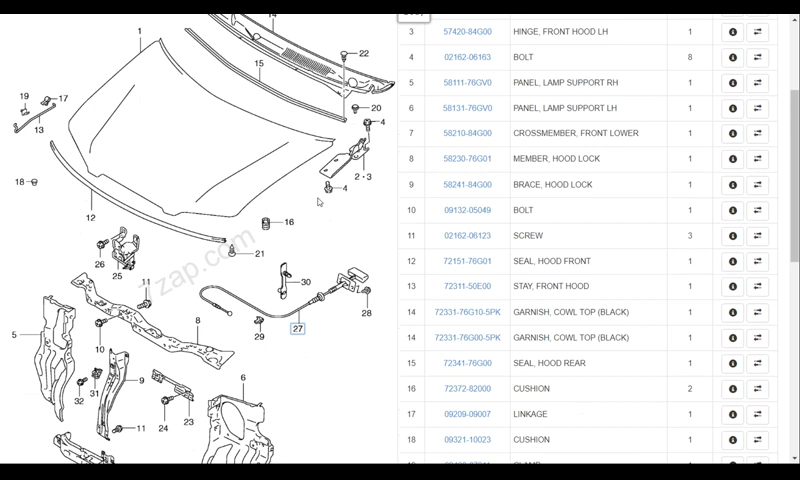 14
1
22
15
19
17
20
13
4
2 · 3
18
4
12
16
7zap.com
26
21
25
11
30
28
5
8
29
27
10
6
9
31
32
24
23
11
3 57420-84G00 HINGE, FRONT HOOD LH 1
4 02162-06163 BOLT 8
5 58111-76GV0 PANEL, LAMP SUPPORT RH 1
6 58131-76GV0 PANEL, LAMP SUPPORT LH 1
7 58210-84G00 CROSSMEMBER, FRONT LOWER 1
8 58230-76G01 MEMBER, HOOD LOCK 1
9 58241-84G00 BRACE, HOOD LOCK 1
10 09132-05049 BOLT 1
11 02162-06123 SCREW 3
12 72151-76G01 SEAL, HOOD FRONT 1
13 72311-50E00 STAY, FRONT HOOD 1
14 72331-76G10-5PK GARNISH, COWL TOP (BLACK) 1
14 72331-76G00-5PK GARNISH, COWL TOP (BLACK) 1
15 72341-76G00 SEAL, HOOD REAR 1
16 72372-82000 CUSHION 2
17 09209-09007 LINKAGE 1
18 09321-10023 CUSHION 1